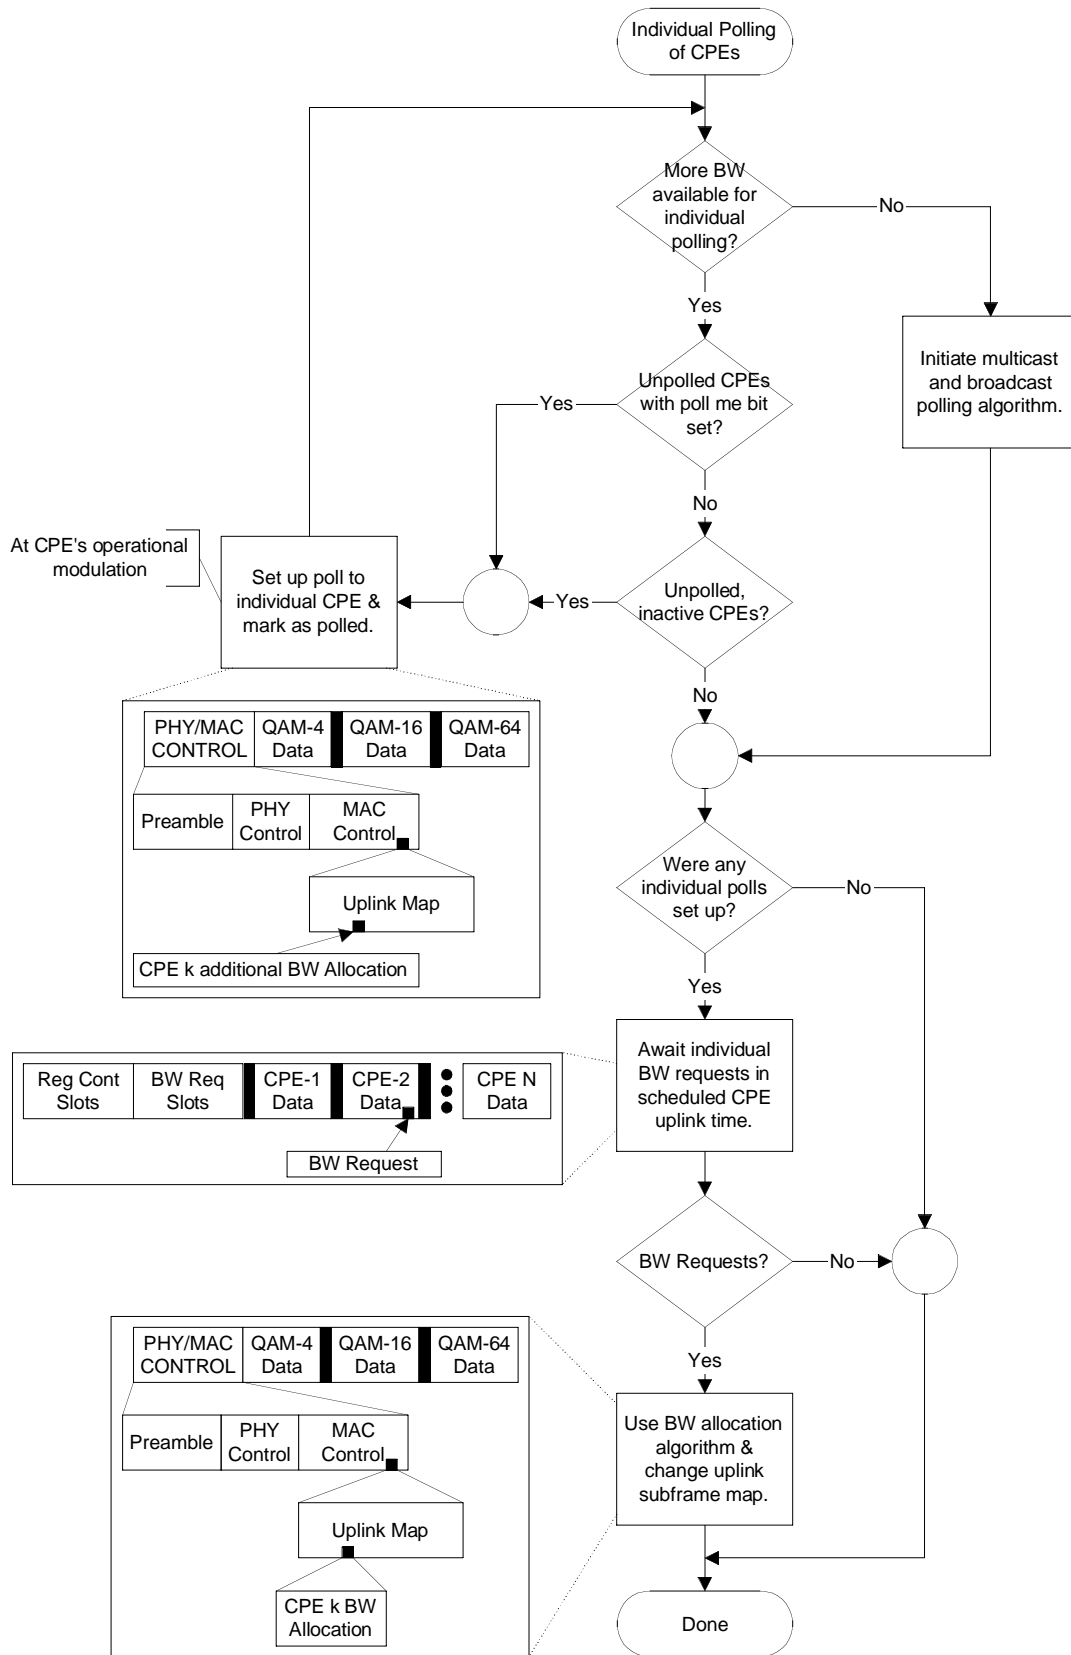 Individual Polling
of CPEs
More BW
available for
individual
polling?
No
Yes
Initiate multicast
and broadcast
polling algorithm.
Unpolled CPEs
with poll me bit
set?
Yes
No
At CPE's operational
modulation
Set up poll to
individual CPE &
mark as polled.
Yes
Unpolled,
inactive CPEs?
No
PHY/MAC
CONTROL
QAM-4
Data
QAM-16
Data
QAM-64
Data
Preamble
PHY
Control
MAC
Control
Uplink Map
CPE k additional BW Allocation
Were any
individual polls
set up?
No
Yes
Await individual
BW requests in
scheduled CPE
uplink time.
Reg Cont
Slots
BW Req
Slots
CPE-1
Data
CPE-2
Data
CPE N
Data
BW Request
BW Requests?
No
Yes
PHY/MAC
CONTROL
QAM-4
Data
QAM-16
Data
QAM-64
Data
Preamble
PHY
Control
MAC
Control
Uplink Map
CPE k BW
Allocation
Use BW allocation
algorithm &
change uplink
subframe map.
Done